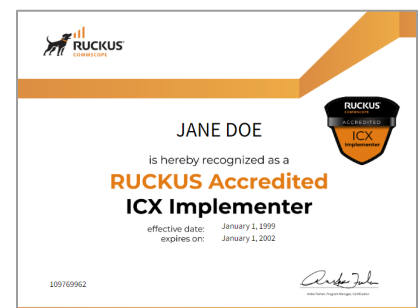 RUCKUS
COMMSCOPE
RUCKUS
COMMSCOPE
ACCREDITED
ICX
Implementer
JANE DOE
is hereby recognized as a
RUCKUS Accredited
ICX Implementer
effective date: January 1, 1999
expires on: January 1, 2002
109769962